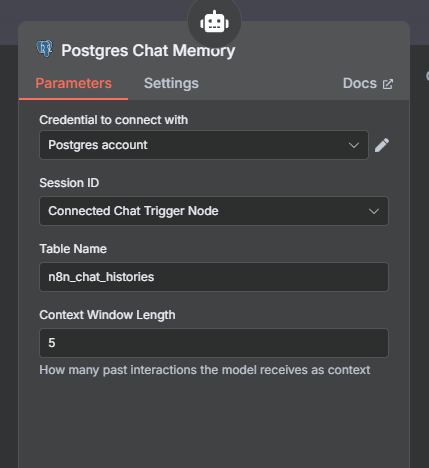 Postgres Chat Memory
Parameters
Settings
Docs
Credential to connect with
Postgres account
Session ID
Connected Chat Trigger Node
Table Name
n8n_chat_histories
Context Window Length
5
How many past interactions the model receives as context